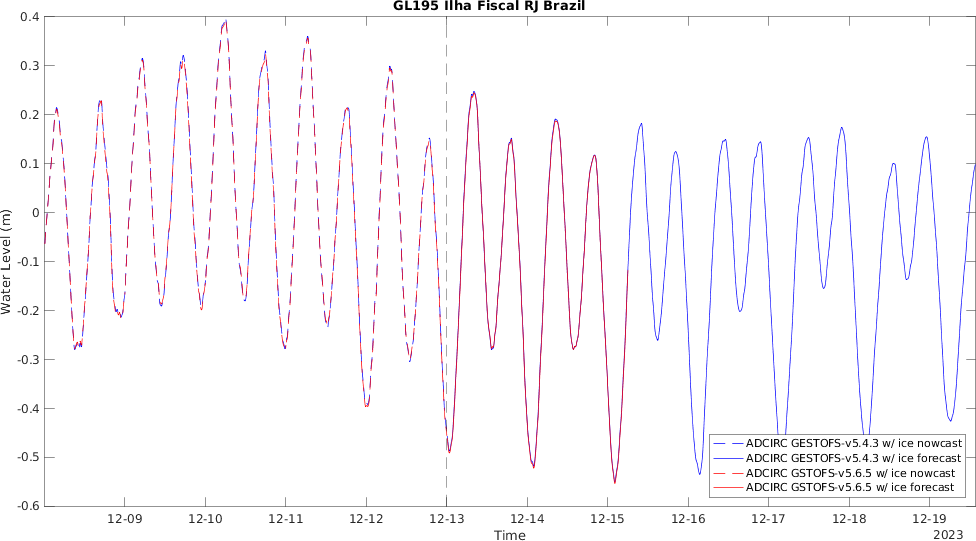 GL195 Ilha Fiscal RJ Brazil
0.4
0.3
0.2
0.1
0
-0.1
-0.2
-0.3
-0.4
-0.5
-0.6
Water Level (m)
ADCIRC GESTOFS-v5.4.3 w/ ice nowcast
ADCIRC GESTOFS-v5.4.3 w/ ice forecast
ADCIRC GSTOFS-v5.6.5 w/ ice nowcast
ADCIRC GSTOFS-v5.6.5 w/ ice forecast
12-09 12-10 12-11 12-12 12-13 12-14 12-15 12-16 12-17 12-18 12-19
Time
2023